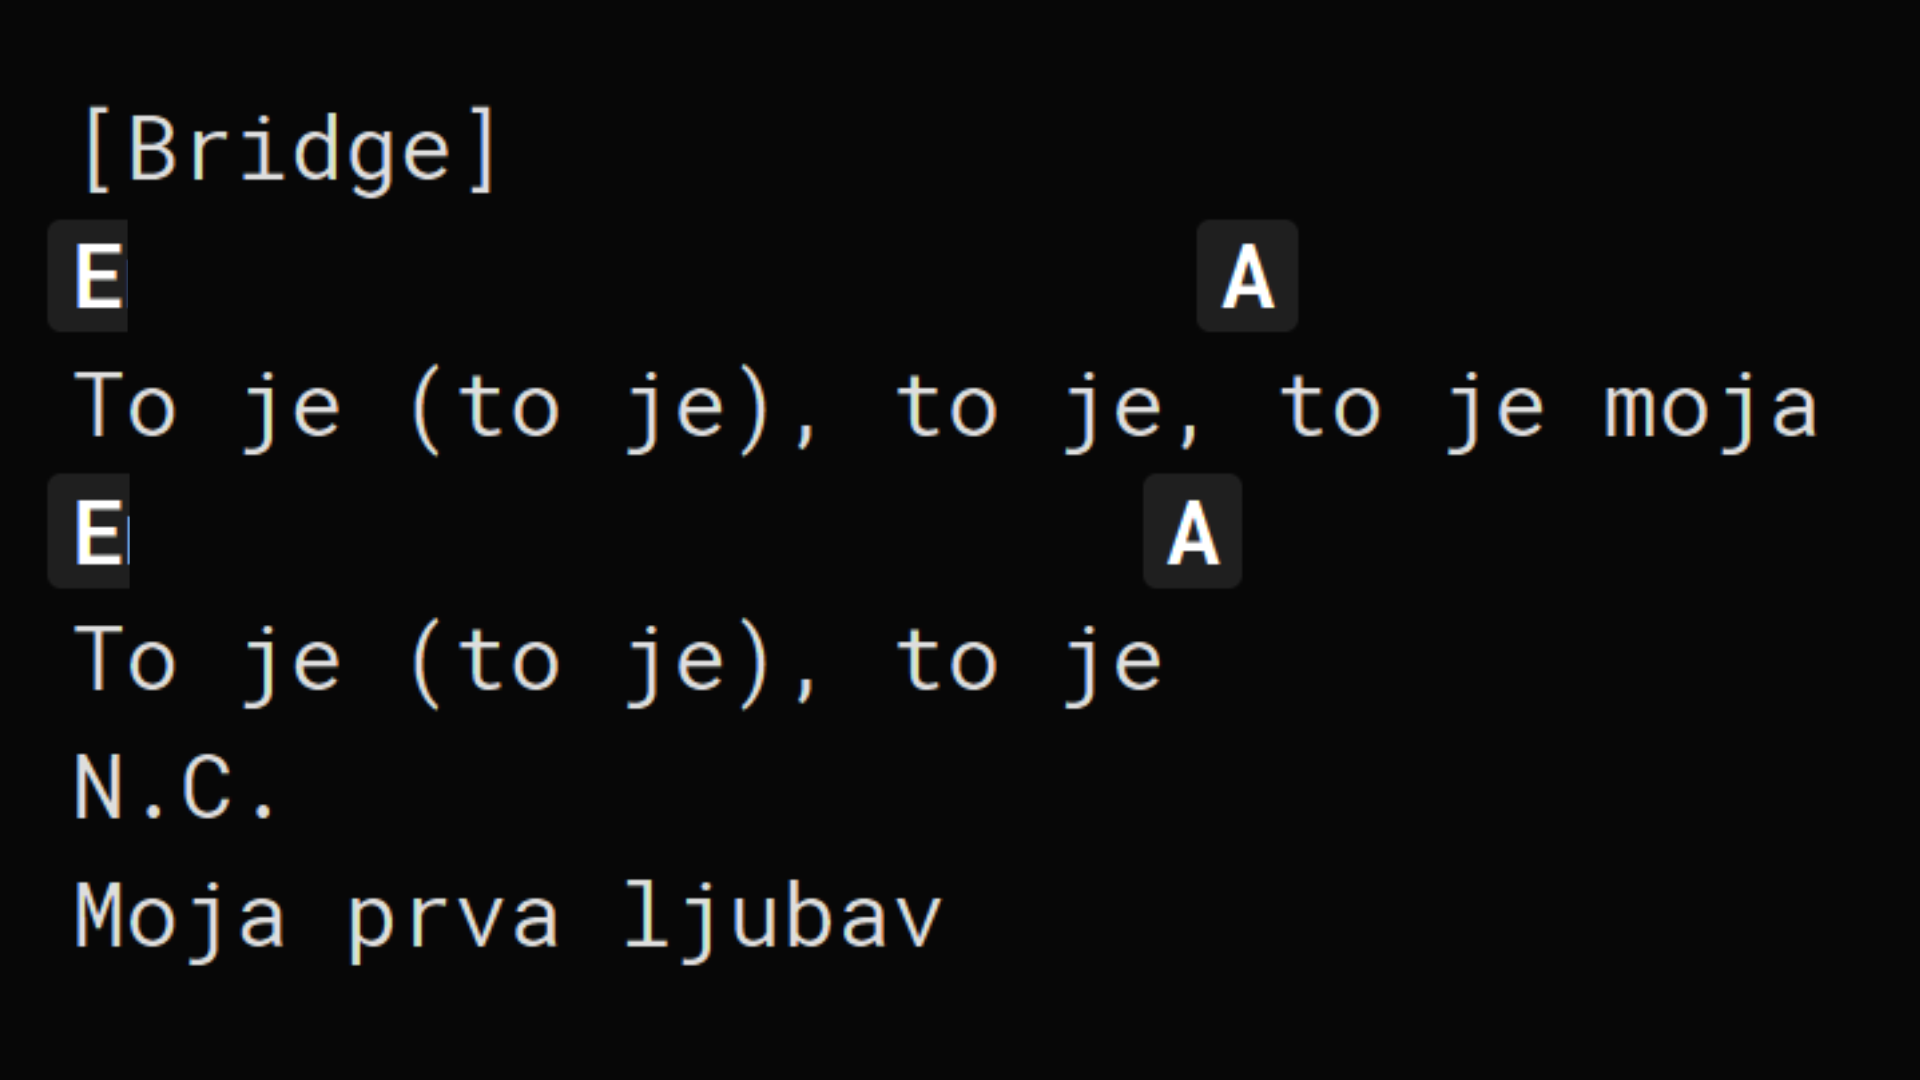 [Bridge]
E A
To je (to je), to je, to je moja
E A
To je (to je), to je
N.C.
Moja prva ljubav